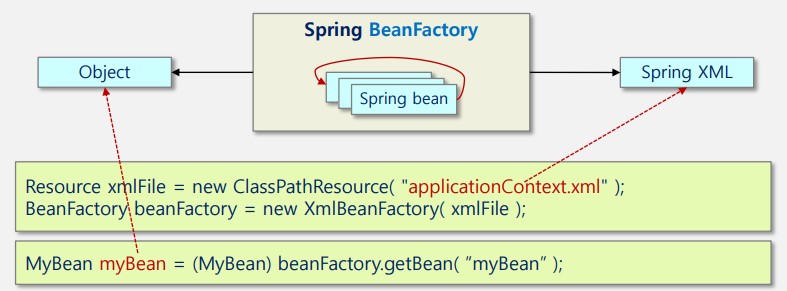 Spring BeanFactory
Object
Spring bean
Spring XML
Resource xmlFile = new ClassPathResource( "applicationContext.xml" );
BeanFactory beanFactory = new XmlBeanFactory( xmlFile );
MyBean myBean = (MyBean) beanFactory.getBean( "myBean" );